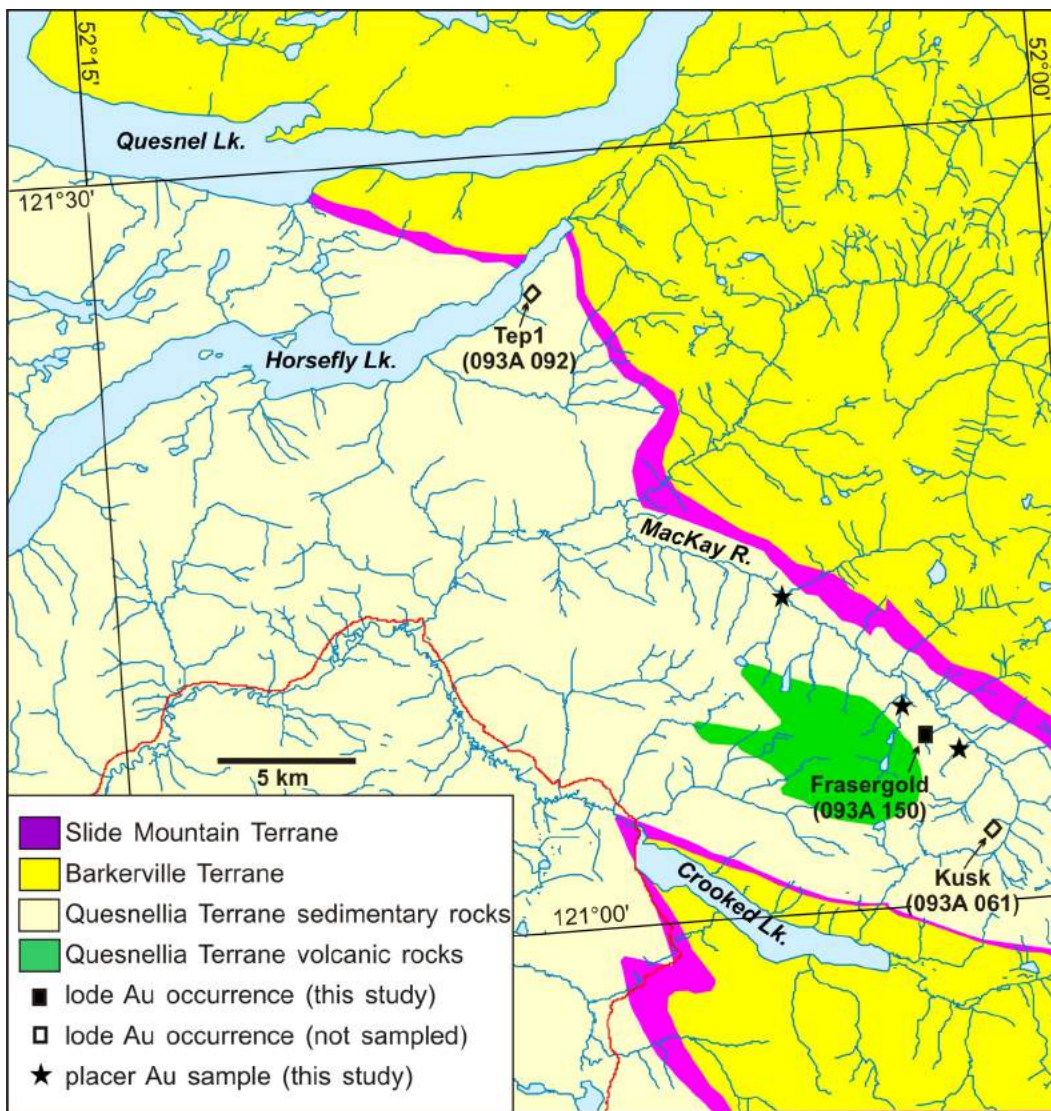 52°15'
52°00'
Quesnel Lk.
121°30'
Tep1
(093A 092)
Horsefly Lk.
MacKay R.
5 km
Frasergold
(093A 150)
Kusk
(093A 061)
Crooked Lk.
121°00'
Slide Mountain Terrane
Barkerville Terrane
Quesnellia Terrane sedimentary rocks
Quesnellia Terrane volcanic rocks
lode Au occurrence (this study)
lode Au occurrence (not sampled)
placer Au sample (this study)